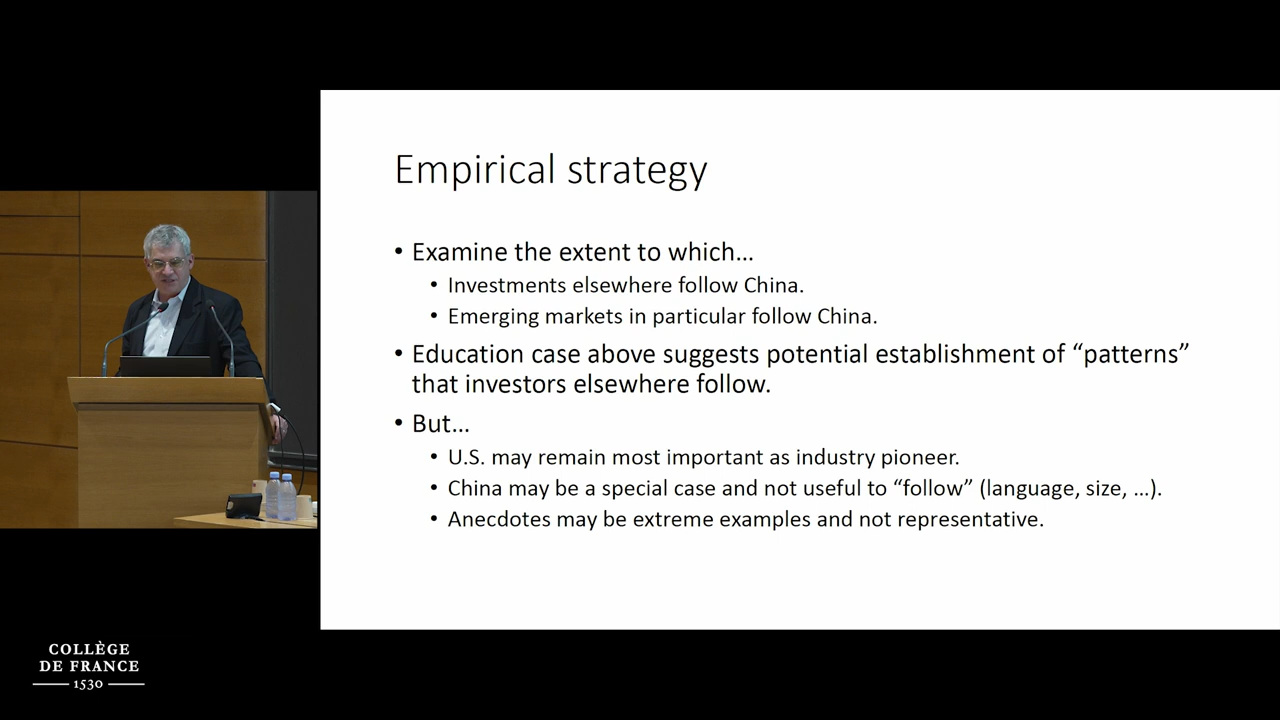 Empirical strategy
• Examine the extent to which…
• Investments elsewhere follow China.
• Emerging markets in particular follow China.
• Education case above suggests potential establishment of “patterns”
that investors elsewhere follow.
• But…
• U.S. may remain most important as industry pioneer.
• China may be a special case and not useful to “follow” (language, size, …).
• Anecdotes may be extreme examples and not representative.
COLLÈGE
DE FRANCE
1530